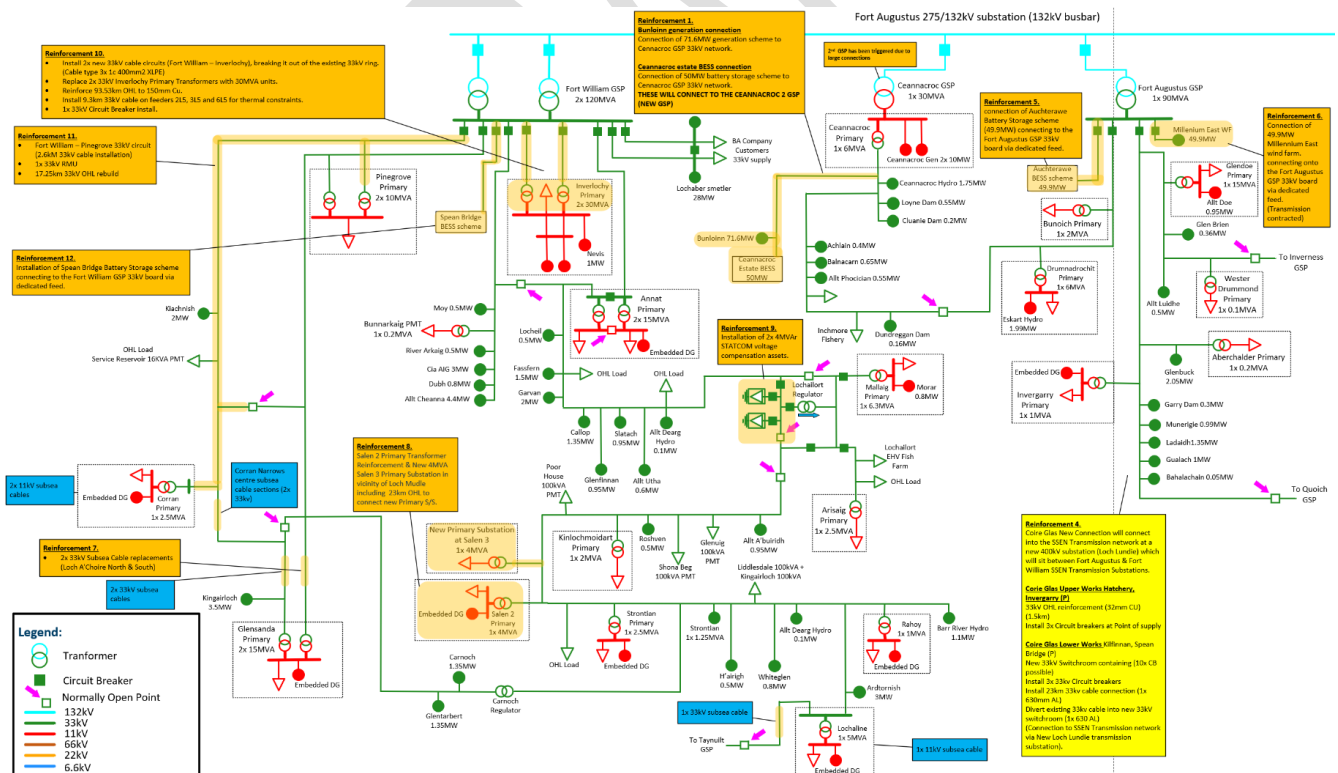 Fort Augustus 275/132kV substation (132kV busbar)
Reinforcement 10.
Install 2x new 33kV cable circuits (Fort William – Inverlochy), breaking it out of the existing 33kV ring.
(Cable type 3x 1c 400mm2 XLPE)
Replace 2x 33kV Inverlochy Primary Transformers with 30MVA units.
Reinforce 93.53km OHL to 150mm Cu.
Install 9.3km 33kV cable on feeders 2L5, 3L5 and 6L5 for thermal constraints.
1x 33kV Circuit Breaker Install.
Reinforcement 11.
Fort William – Pinegrove 33kV circuit
(2.6kM 33kV cable installation)
1x 33kV RMU
17.25km 33kV OHL rebuild
Reinforcement 12.
Installation of Spean Bridge Battery Storage scheme
connecting to the Fort William GSP 33kV board via
dedicated feed.
Reinforcement 1.
Bunloinn generation connection
Connection of 71.6MW generation scheme to
Cennacroc GSP 33kV network.
Ceannacroc estate BESS connection
Connection of 50MW battery storage scheme to
Cennacroc GSP 33kV network.
THESE WILL CONNECT TO THE CEANNACROC 2 GSP
(NEW GSP)
2nd GSP has been triggered due to
large connections
Reinforcement 5.
connection of Auchterawe
Battery Storage scheme
(49.9MW) connecting to the
Fort Augustus GSP 33kV
board via dedicated feed.
Reinforcement 6.
Connection of
49.9MW
Millennium East
wind farm.
connecting onto
the Fort
Augustus GSP
33kV board via
dedicated
feed.
(Transmission
contracted)
Fort William GSP
2x 120MVA
Ceannacroc GSP
1x 30MVA
Fort Augustus GSP
1x 90MVA
Pinegrove
Primary
2x 10MVA
Spean Bridge
BESS scheme
Inverlochy
Primary
2x 30MVA
Nevis
1MW
Lochaber smelter
28MW
BA Company
Customers
33kV supply
Ceannacroc
Primary
1x 6MVA
Ceannacroc Gen 2x 10MW
Ceannacroc Hydro 1.75MW
Loyne Dam 0.55MW
Cluanie Dam 0.2MW
Bunloinn 71.6MW
Ceannacroc
Estate BESS
50MW
Achlain 0.4MW
Balnacarn 0.65MW
Allt Phocician 0.55MW
Inchmore
Fishery
Dundreggan Dam
0.16MW
Auchterawe
BESS scheme
49.9MW
Millenium East WF
49.9MW
Glendoe
Primary
1x 15MVA
Allt Doe
0.95MW
Bunoich Primary
1x 2MVA
Glen Brien
0.36MW
To Inverness
GSP
Drumnadrochit
Primary
1x 6MVA
Eskart Hydro
1.99MW
Wester
Drummond
Primary
1x 0.1MVA
Allt Luidhe
0.5MW
Aberchalder Primary
1x 0.2MVA
Glenbuck
2.05MW
Embedded DG
Invergarry
Primary
1x 1MVA
Garry Dam 0.3MW
Munerigie 0.99MW
Ladaidh1.35MW
Gualach 1MW
Bahalachain 0.05MW
To Quoich
GSP
Kiachnish
2MW
OHL Load
Service Reservoir 16KVA PMT
Moy 0.5MW
Bunnarkaig PMT
1x 0.2MVA
River Arkaig 0.5MW
Cia AIG 3MW
Dubh 0.8MW
Allt Cheanna 4.4MW
Annat
Primary
2x 15MVA
Embedded DG
Locheil
0.5MW
Fassfern
1.5MW
Garvan
2MW
OHL Load
OHL Load
Callop
1.35MW
Slatach
0.95MW
Allt Dearg
Hydro
0.1MW
Glenfinnan
0.95MW
Allt Utha
0.6MW
Reinforcement 9.
Installation of 2x 4MVAr
STATCOM voltage
compensation assets.
Lochailort
Regulator
Mallaig
Primary
1x 6.3MVA
Morar
0.8MW
Lochailort
EHV Fish
Farm
OHL Load
Arisaig
Primary
1x 2.5MVA
Reinforcement 8.
Salen 2 Primary Transformer
Reinforcement & New 4MVA
Salen 3 Primary Substation in
vicinity of Loch Mudle
including 23km OHL to
connect new Primary S/S.
Poor
House
100kVA
PMT
2x 11kV subsea
cables
Embedded DG
Corran
Primary
1x 2.5MVA
Corran Narrows
centre subsea
cable sections (2x
33kv)
Reinforcement 7.
2x 33kV Subsea Cable replacements
(Loch A'Choire North & South)
2x 33kV subsea
cables
Kingairloch
3.5MW
Glensanda
Primary
2x 15MVA
Embedded DG
New Primary Substation
at Salen 3
1x 4MVA
Kinlochmoidart
Primary
1x 2MVA
Roshven
0.5MW
Shona Beg
100kVA PMT
Glenuig
100kVA
PMT
Allt A'buiridh
0.95MW
Embedded DG
Salen 2
Primary
1x 4MVA
Liddlesdale 100kVA +
Kingairloch 100kVA
OHL Load
Strontian
Primary
1x 2.5MVA
Embedded DG
Strontian
1x 1.25MVA
H'airigh
0.5MW
Allt Dearg Hydro
0.1MW
Whiteglen
0.8MW
Rahoy
1x 1MVA
Embedded DG
Barr River Hydro
1.1MW
Carnoch
1.35MW
Glentarbert
1.35MW
Carnoch
Regulator
Ardtornish
3MW
1x 33kV subsea cable
To Taynuilt
GSP
Lochaline
1x 5MVA
Embedded DG
1x 11kV subsea cable
Reinforcement 4.
Coire Glas New Connection will connect
into the SSEN Transmission network at a
new 400kV substation (Loch Lundie) which
will sit between Fort Augustus & Fort
William SSEN Transmission Substations.
Corie Glas Upper Works Hatchery,
Invergarry (P)
33kV OHL reinforcement (32mm CU)
(1.5km)
Install 3x Circuit breakers at Point of supply
Coire Glas Lower Works Kilfinnan, Spean
Bridge (P)
New 33kV Switchroom containing (10x CB
possible)
Install 3x 33kv Circuit breakers
Install 23km 33kv cable connection (1x
630mm AL)
Divert existing 33kv cable into new 33kV
switchroom (1x 630 AL)
(Connection to SSEN Transmission network
via New Loch Lundie transmission
substation).
Legend:
Tranformer
Circuit Breaker
Normally Open Point
132kV
33kV
11kV
66kV
22kV
6.6kV